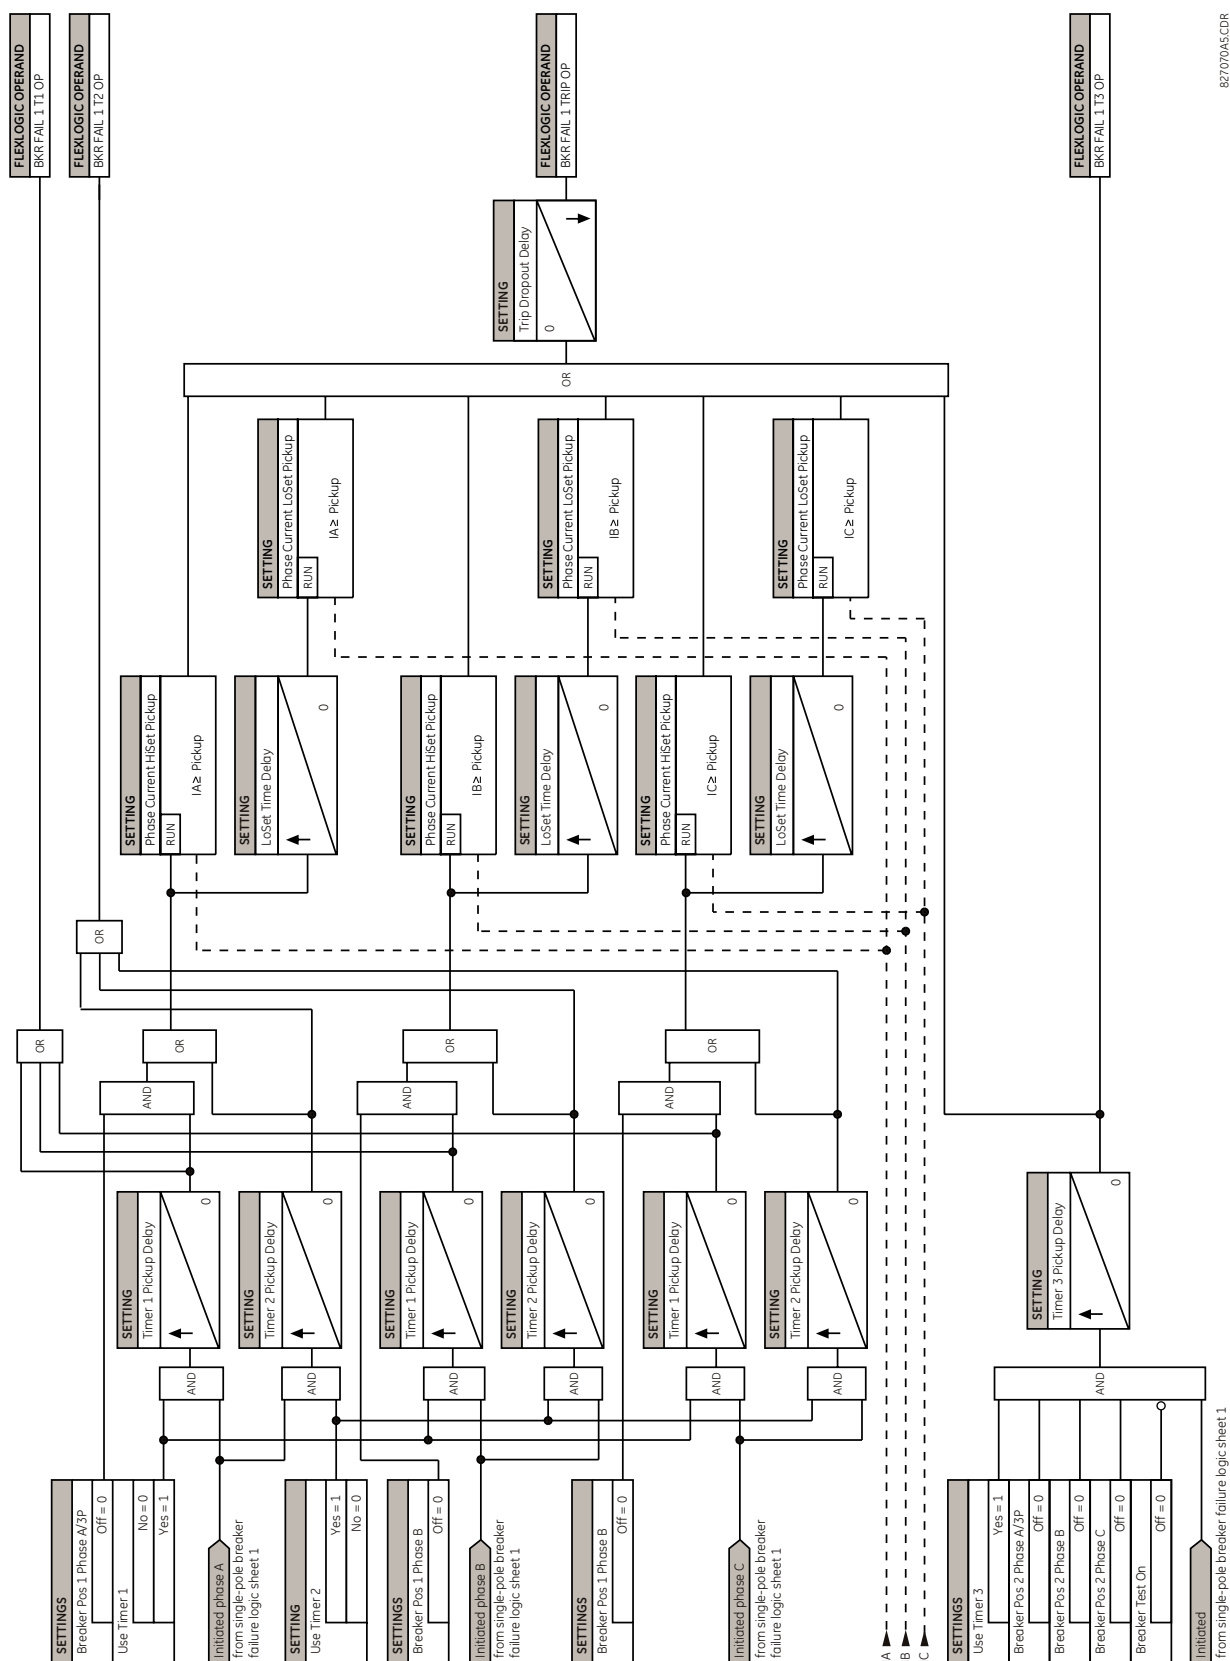 SETTINGS
Breaker Pos 1 Phase A/3P
Off = 0
Use Timer 1
No = 0
Yes = 1
Initiated phase A
from single-pole breaker
failure logic sheet 1
SETTING
Use Timer 2
Yes = 1
No = 0
SETTINGS
Breaker Pos 1 Phase B
Off = 0
Initiated phase B
from single-pole breaker
failure logic sheet 1
SETTINGS
Breaker Pos 1 Phase B
Off = 0
Initiated phase C
from single-pole breaker
failure logic sheet 1
A
B
C
SETTINGS
Use Timer 3
Yes = 1
Breaker Pos 2 Phase A/3P
Off = 0
Breaker Pos 2 Phase B
Off = 0
Breaker Pos 2 Phase C
Off = 0
Breaker Test On
Off = 0
Initiated
from single-pole breaker failure logic sheet 1
AND
AND
AND
AND
AND
AND
AND
SETTING
Timer 1 Pickup Delay
0
SETTING
Timer 2 Pickup Delay
0
SETTING
Timer 1 Pickup Delay
0
SETTING
Timer 2 Pickup Delay
0
SETTING
Timer 1 Pickup Delay
0
SETTING
Timer 2 Pickup Delay
0
SETTING
Timer 3 Pickup Delay
0
AND
AND
AND
OR
OR
OR
OR
OR
SETTING
Phase Current HiSet Pickup
RUN
IA≥ Pickup
SETTING
LoSet Time Delay
0
SETTING
Phase Current HiSet Pickup
RUN
IB≥ Pickup
SETTING
LoSet Time Delay
0
SETTING
Phase Current HiSet Pickup
RUN
IC≥ Pickup
SETTING
LoSet Time Delay
0
SETTING
Phase Current LoSet Pickup
RUN
IA≥ Pickup
SETTING
Phase Current LoSet Pickup
RUN
IB≥ Pickup
SETTING
Phase Current LoSet Pickup
RUN
IC≥ Pickup
OR
SETTING
Trip Dropout Delay
0
FLEXLOGIC OPERAND
BKR FAIL 1 T1 OP
FLEXLOGIC OPERAND
BKR FAIL 1 T2 OP
FLEXLOGIC OPERAND
BKR FAIL 1 TRIP OP
FLEXLOGIC OPERAND
BKR FAIL 1 T3 OP
827070A5.CDR